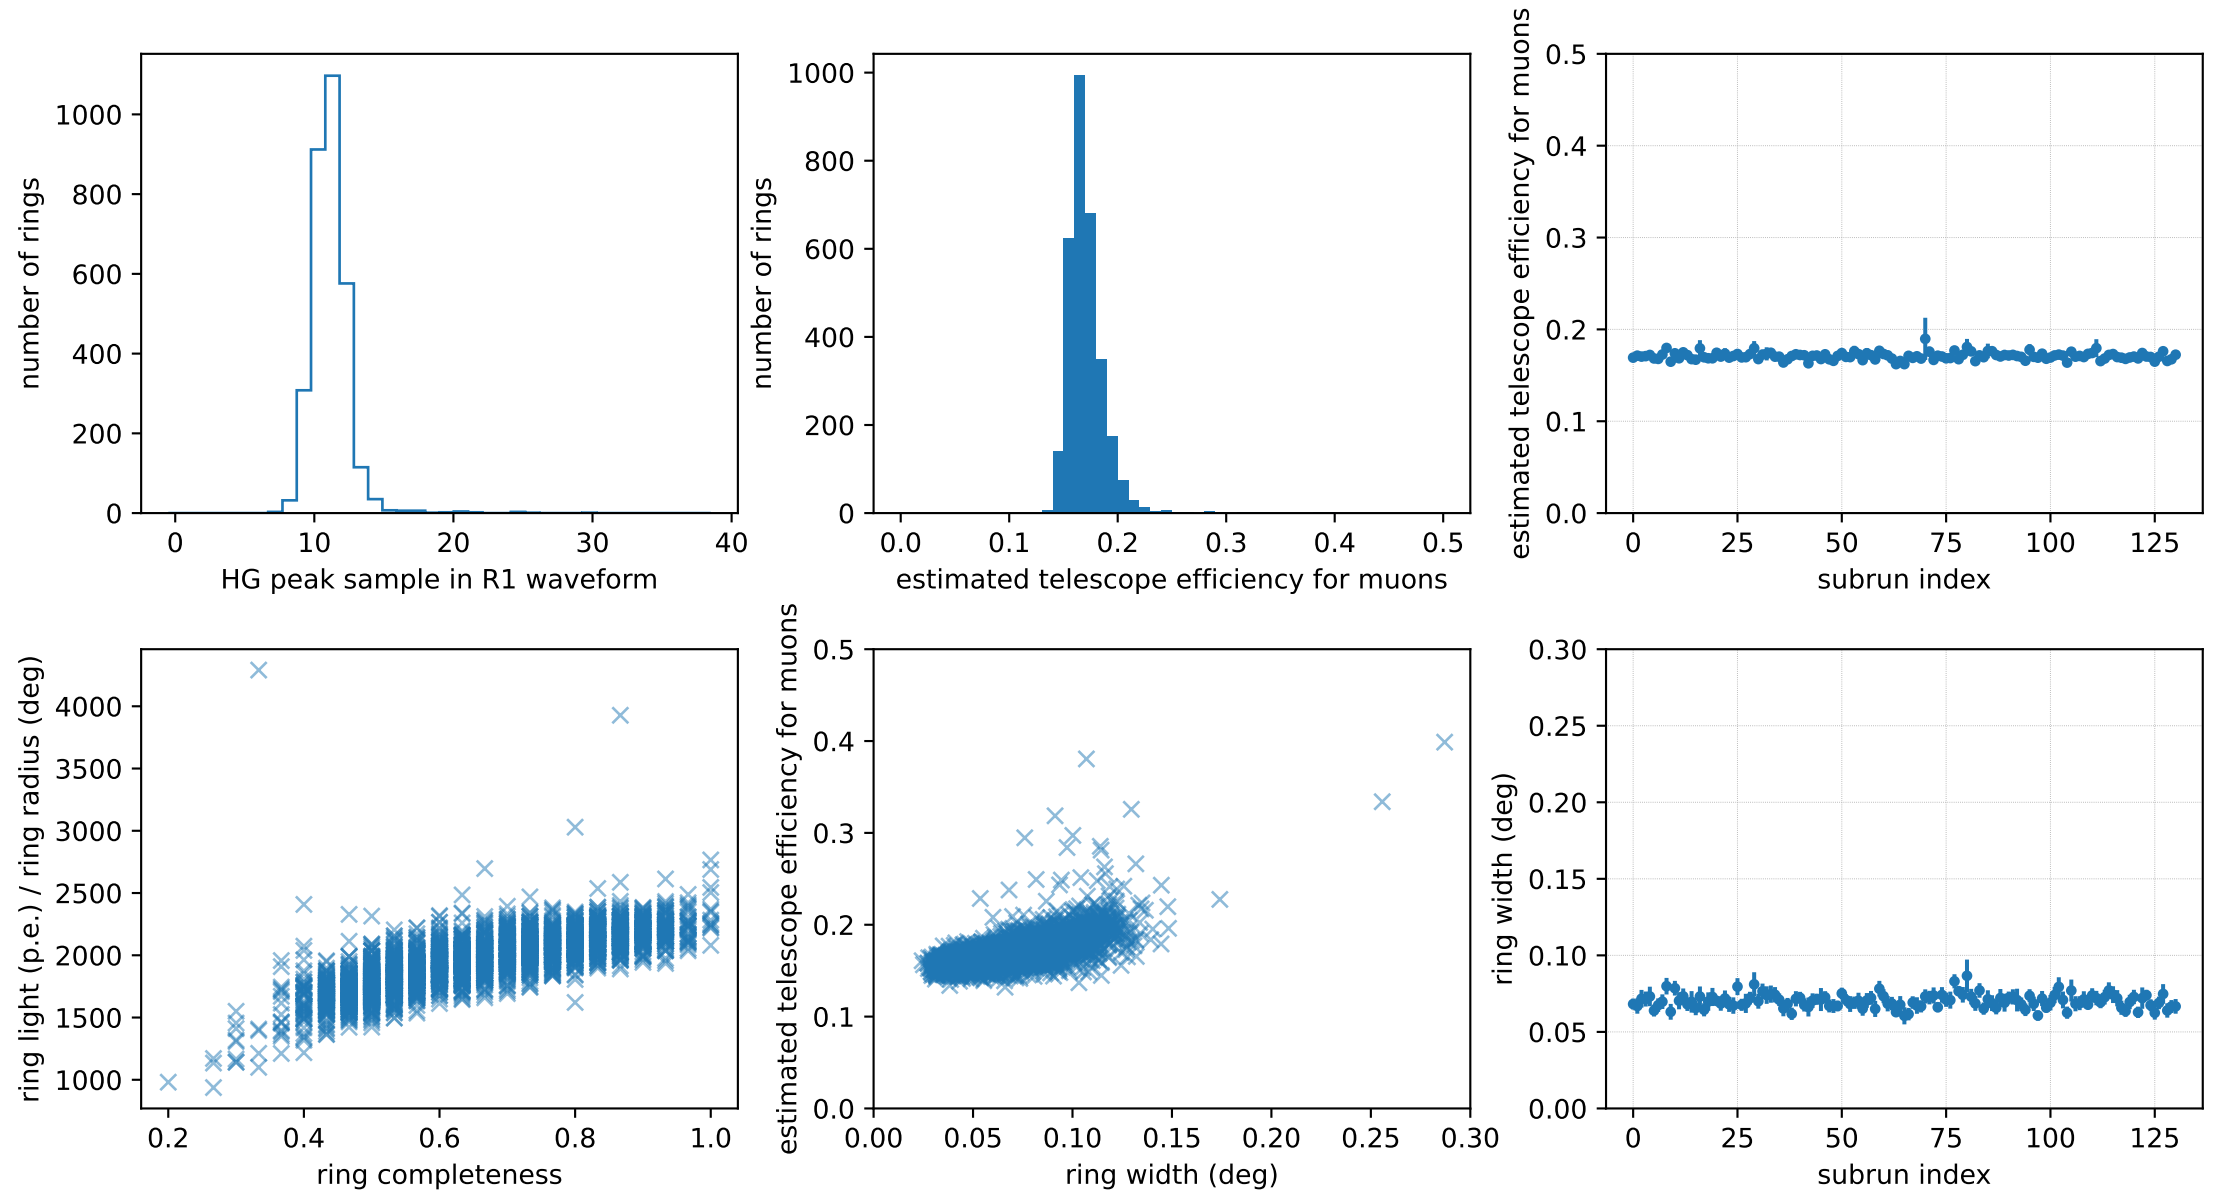 number of rings
1000
800
600
400
200
0
0 10 20 30 40
HG peak sample in R1 waveform
number of rings
1000
800
600
400
200
0
0.0 0.1 0.2 0.3 0.4 0.5
estimated telescope efficiency for muons
estimated telescope efficiency for muons
0.5
0.4
0.3
0.2
0.1
0.0
0 25 50 75 100 125
subrun index
ring light (p.e.) / ring radius (deg)
4000
3500
3000
2500
2000
1500
1000
0.2 0.4 0.6 0.8 1.0
ring completeness
estimated telescope efficiency for muons
0.5
0.4
0.3
0.2
0.1
0.0
0.00 0.05 0.10 0.15 0.20 0.25 0.30
ring width (deg)
ring width (deg)
0.30
0.25
0.20
0.15
0.10
0.05
0.00
0 25 50 75 100 125
subrun index